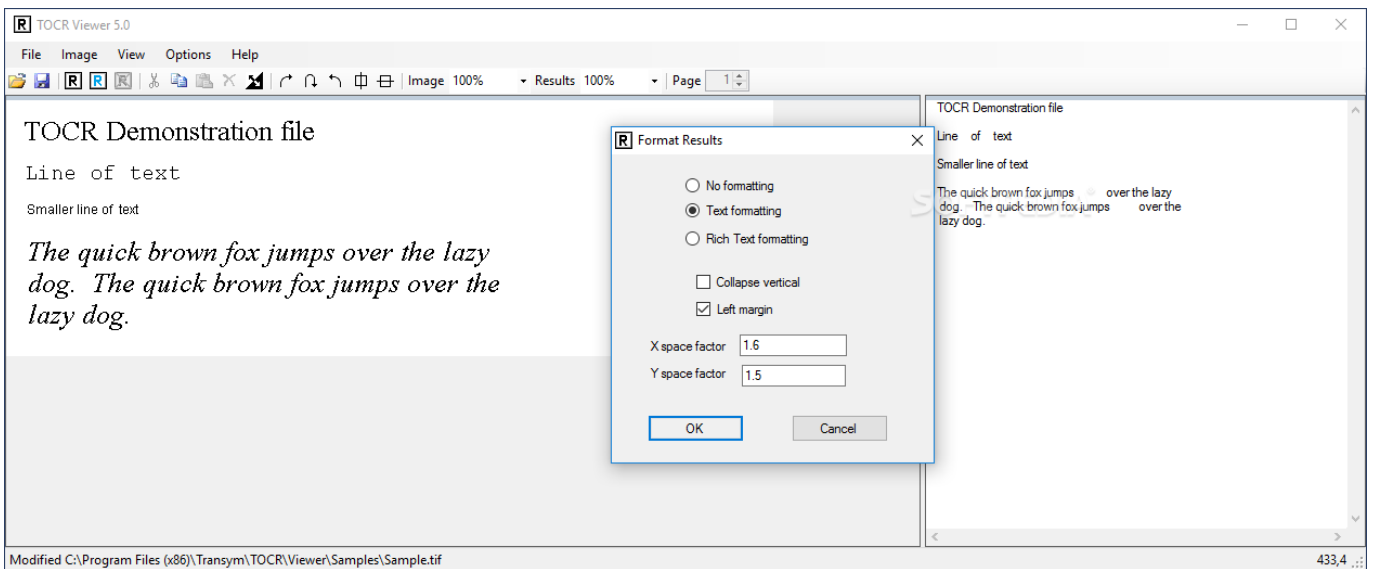 R TOCR Viewer 5.0
File Image View Options Help
R R R Image 100% Results 100% Page 1
TOCR Demonstration file
Line of text
Smaller line of text
The quick brown fox jumps over the lazy
dog. The quick brown fox jumps over the
lazy dog.
R Format Results
No formatting
Text formatting
Rich Text formatting
Collapse vertical
Left margin
X space factor 1.6
Y space factor 1.5
OK Cancel
TOCR Demonstration file
Line of text
Smaller line of text
The quick brown fox jumps over the lazy
dog. The quick brown fox jumps over the
lazy dog.
Modified C:\Program Files (x86)\Transym\TOCR\Viewer\Samples\Sample.tif 433,4